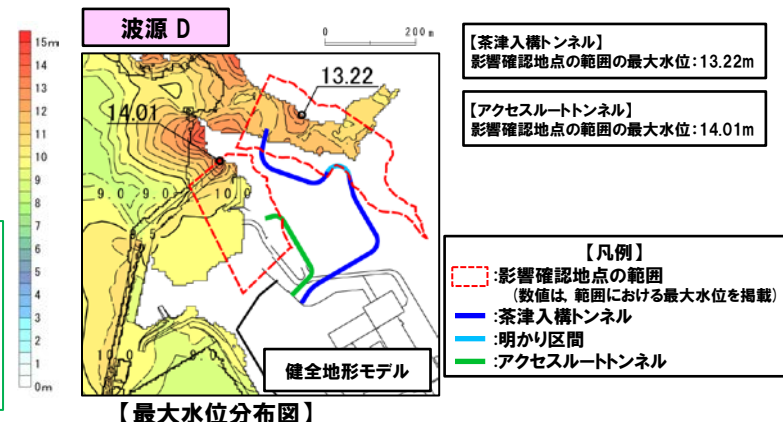 波源 D
0 200m
【茶津入構トンネル】
影響確認地点の範囲の最大水位:13.22m
【アクセスルートトンネル】
影響確認地点の範囲の最大水位:14.01m
15m
14
13
12
11
10
9
8
7
6
5
4
3
2
1
0m
13.22
14.01
9 0 9.0
1 0.0
【凡例】
:影響確認地点の範囲
(数値は, 範囲における最大水位を掲載)
:茶津入構トンネル
:明かり区間
:アクセスルートトンネル
健全地形モデル
【最大水位分布図】